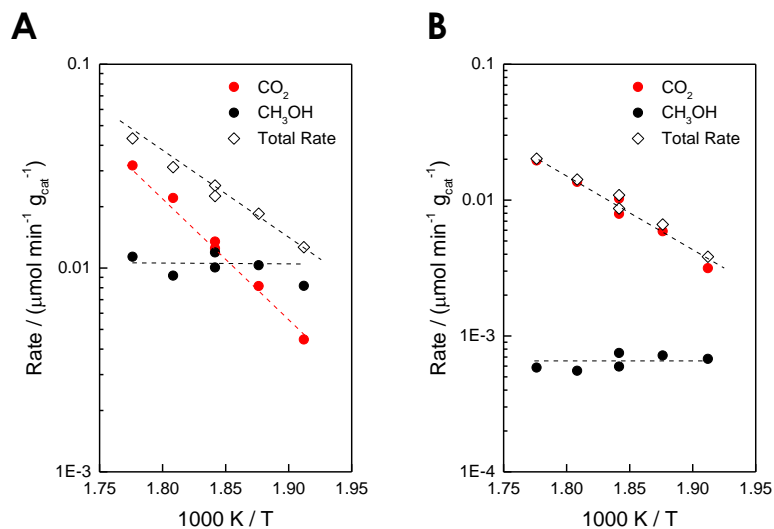 A
Rate / (μmol min⁻¹ g_cat⁻¹)
0.1
0.01
1E-3
CO₂
CH₃OH
Total Rate
1.75 1.80 1.85 1.90 1.95
1000 K / T
B
Rate / (μmol min⁻¹ g_cat⁻¹)
0.1
0.01
1E-3
1E-4
CO₂
CH₃OH
Total Rate
1.75 1.80 1.85 1.90 1.95
1000 K / T